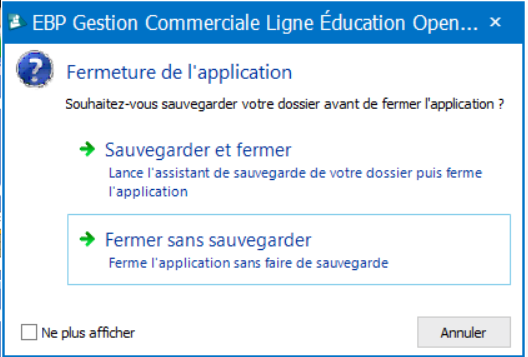 EBP Gestion Commerciale Ligne Éducation Open...
Fermeture de l'application
Souhaitez-vous sauvegarder votre dossier avant de fermer l'application ?
Sauvegarder et fermer
Lance l'assistant de sauvegarde de votre dossier puis ferme
l'application
Fermer sans sauvegarder
Ferme l'application sans faire de sauvegarde
Ne plus afficher
Annuler